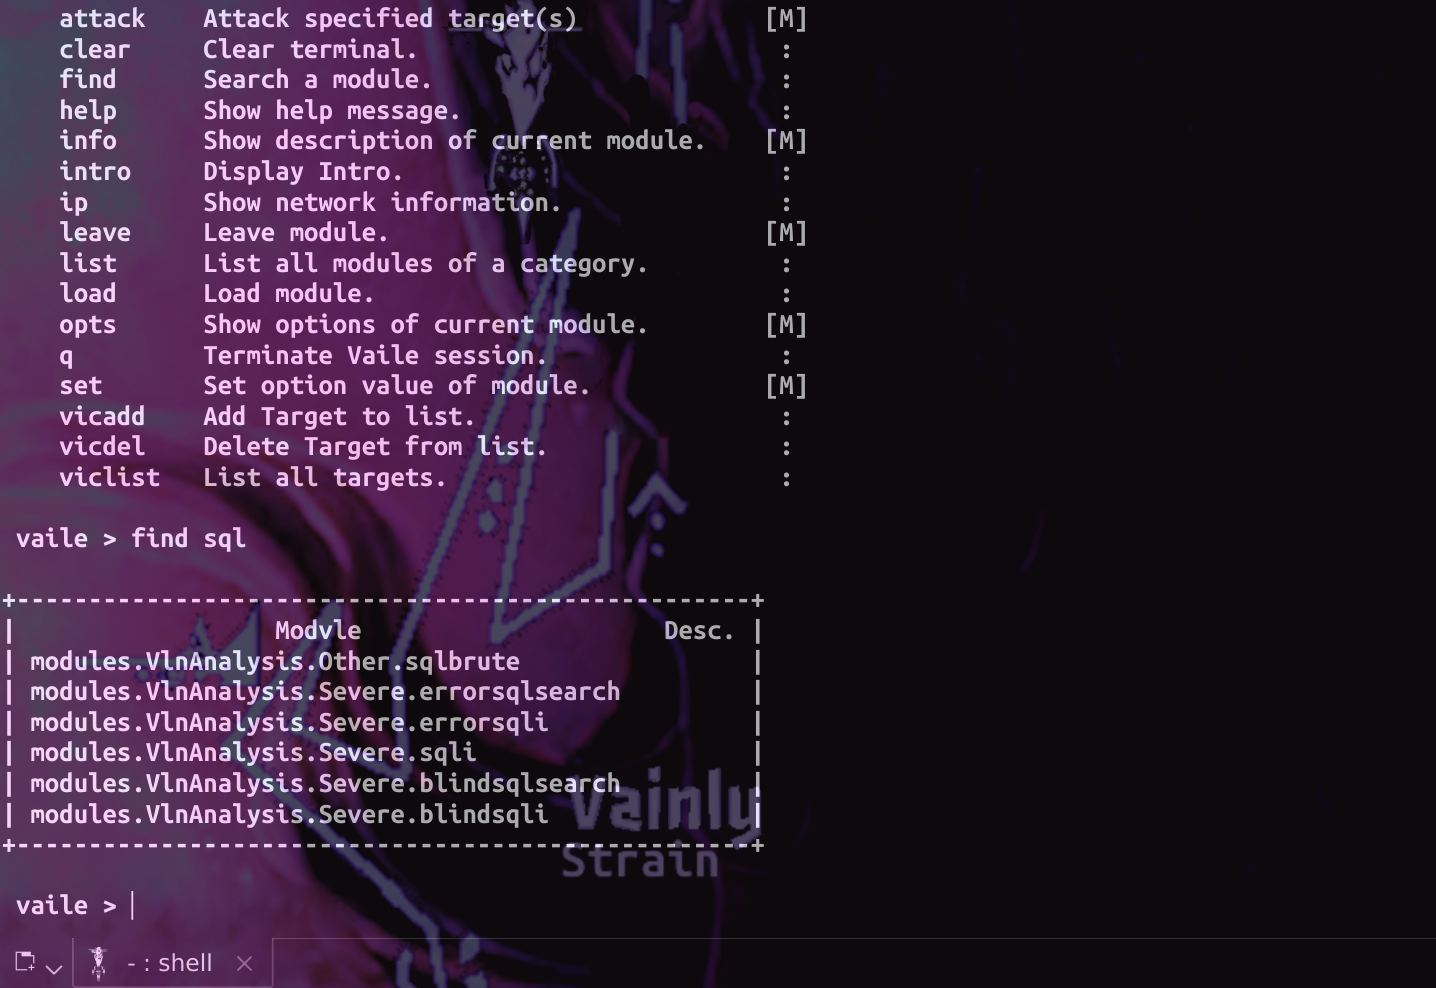 attack Attack specified target(s) [M]
clear Clear terminal. :
find Search a module. :
help Show help message. :
info Show description of current module. [M]
intro Display Intro. :
ip Show network information. :
leave Leave module. [M]
list List all modules of a category. :
load Load module. :
opts Show options of current module. [M]
q Terminate Vaile session. :
set Set option value of module. [M]
vicadd Add Target to list. :
vicdel Delete Target from list. :
viclist List all targets. :
vaile > find sql
+---------------------------------------------------+
| Modvle Desc. |
| modules.VlnAnalysis.Other.sqlbrute |
| modules.VlnAnalysis.Severe.errorsqlsearch |
| modules.VlnAnalysis.Severe.errorsqli |
| modules.VlnAnalysis.Severe.sqli |
| modules.VlnAnalysis.Severe.blindsqlsearch |
| modules.VlnAnalysis.Severe.blindsqli |
+---------------------------------------------------+
Vainly
Strain
vaile >
- : shell